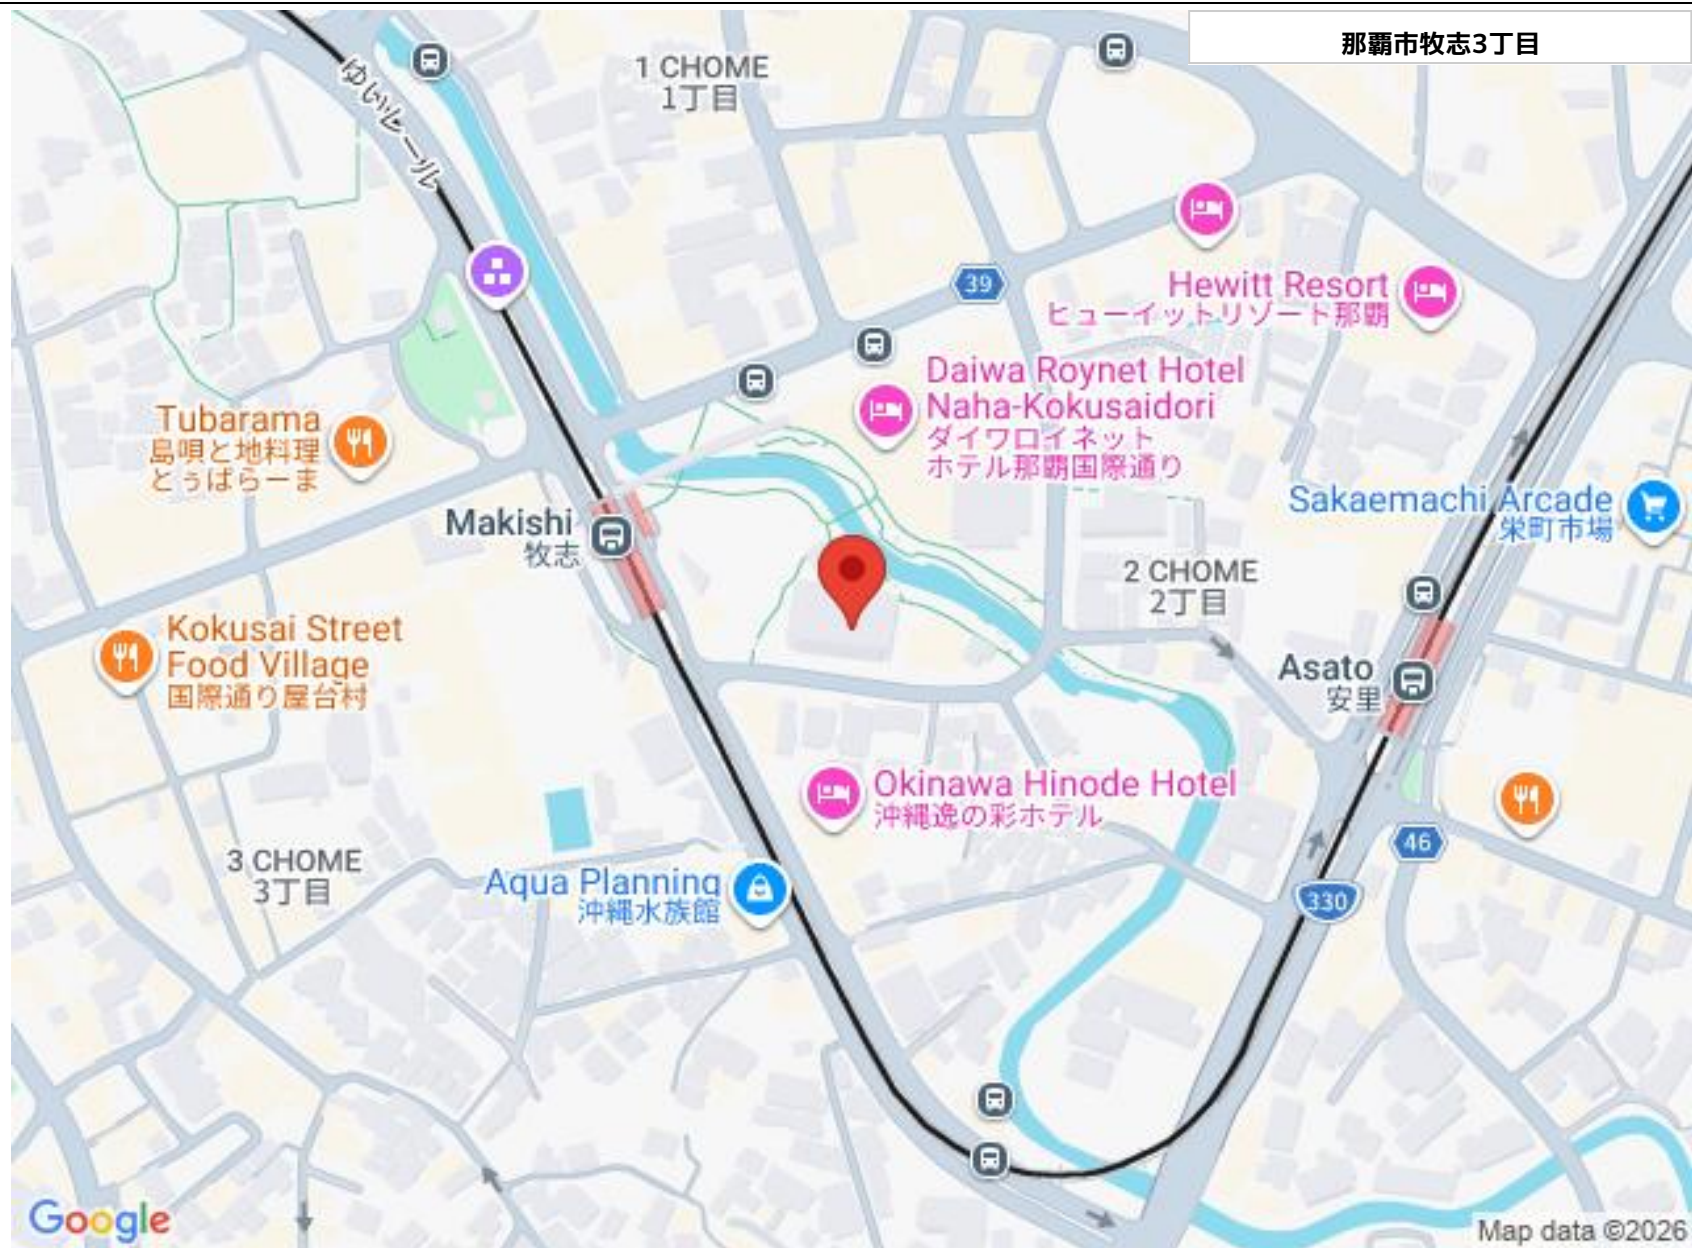 那覇市牧志3丁目
1 CHOME
1丁目
ゆいレール
39
Hewitt Resort
ヒューイットリゾート那覇
Daiwa Roynet Hotel
Naha-Kokusaidori
ダイワロイネット
ホテル那覇国際通り
Tubarama
島唄と地料理
とぅばらーま
Makishi
牧志
Sakaemachi Arcade
栄町市場
2 CHOME
2丁目
Kokusai Street
Food Village
国際通り屋台村
Asato
安里
Okinawa Hinode Hotel
沖縄逸の彩ホテル
46
3 CHOME
3丁目
Aqua Planning
沖縄水族館
330
Google
Map data ©2026